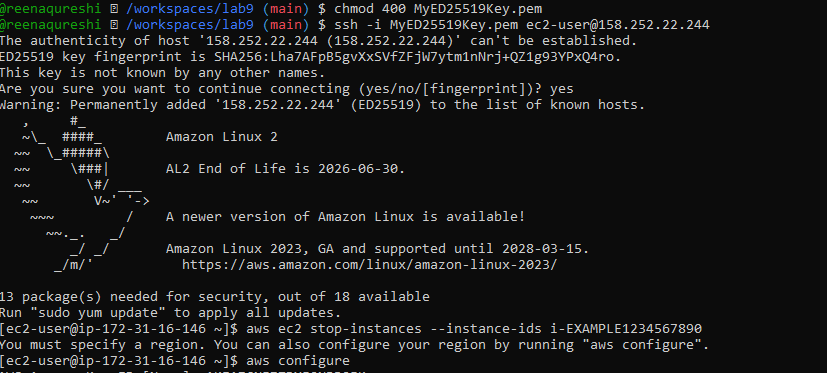 @reenaqureshi /workspaces/lab9 (main) $ chmod 400 MyED25519Key.pem
@reenaqureshi /workspaces/lab9 (main) $ ssh -i MyED25519Key.pem ec2-user@158.252.22.244
The authenticity of host '158.252.22.244 (158.252.22.244)' can't be established.
ED25519 key fingerprint is SHA256:Lha7AFpB5gvXxSVfZFjW7ytm1nNrj+QZ1g93YPxQ4ro.
This key is not known by any other names.
Are you sure you want to continue connecting (yes/no/[fingerprint])? yes
Warning: Permanently added '158.252.22.244' (ED25519) to the list of known hosts.
   ,     #_
   ~\_  ####_        Amazon Linux 2
  ~~  \_#####\
  ~~     \###|       AL2 End of Life is 2026-06-30.
  ~~       \#/ ___
   ~~       V~' '->
    ~~~         /    A newer version of Amazon Linux is available!
      ~~._.   _/
         _/ _/       Amazon Linux 2023, GA and supported until 2028-03-15.
       _/m/'           https://aws.amazon.com/linux/amazon-linux-2023/
13 package(s) needed for security, out of 18 available
Run "sudo yum update" to apply all updates.
[ec2-user@ip-172-31-16-146 ~]$ aws ec2 stop-instances --instance-ids i-EXAMPLE1234567890
You must specify a region. You can also configure your region by running "aws configure".
[ec2-user@ip-172-31-16-146 ~]$ aws configure